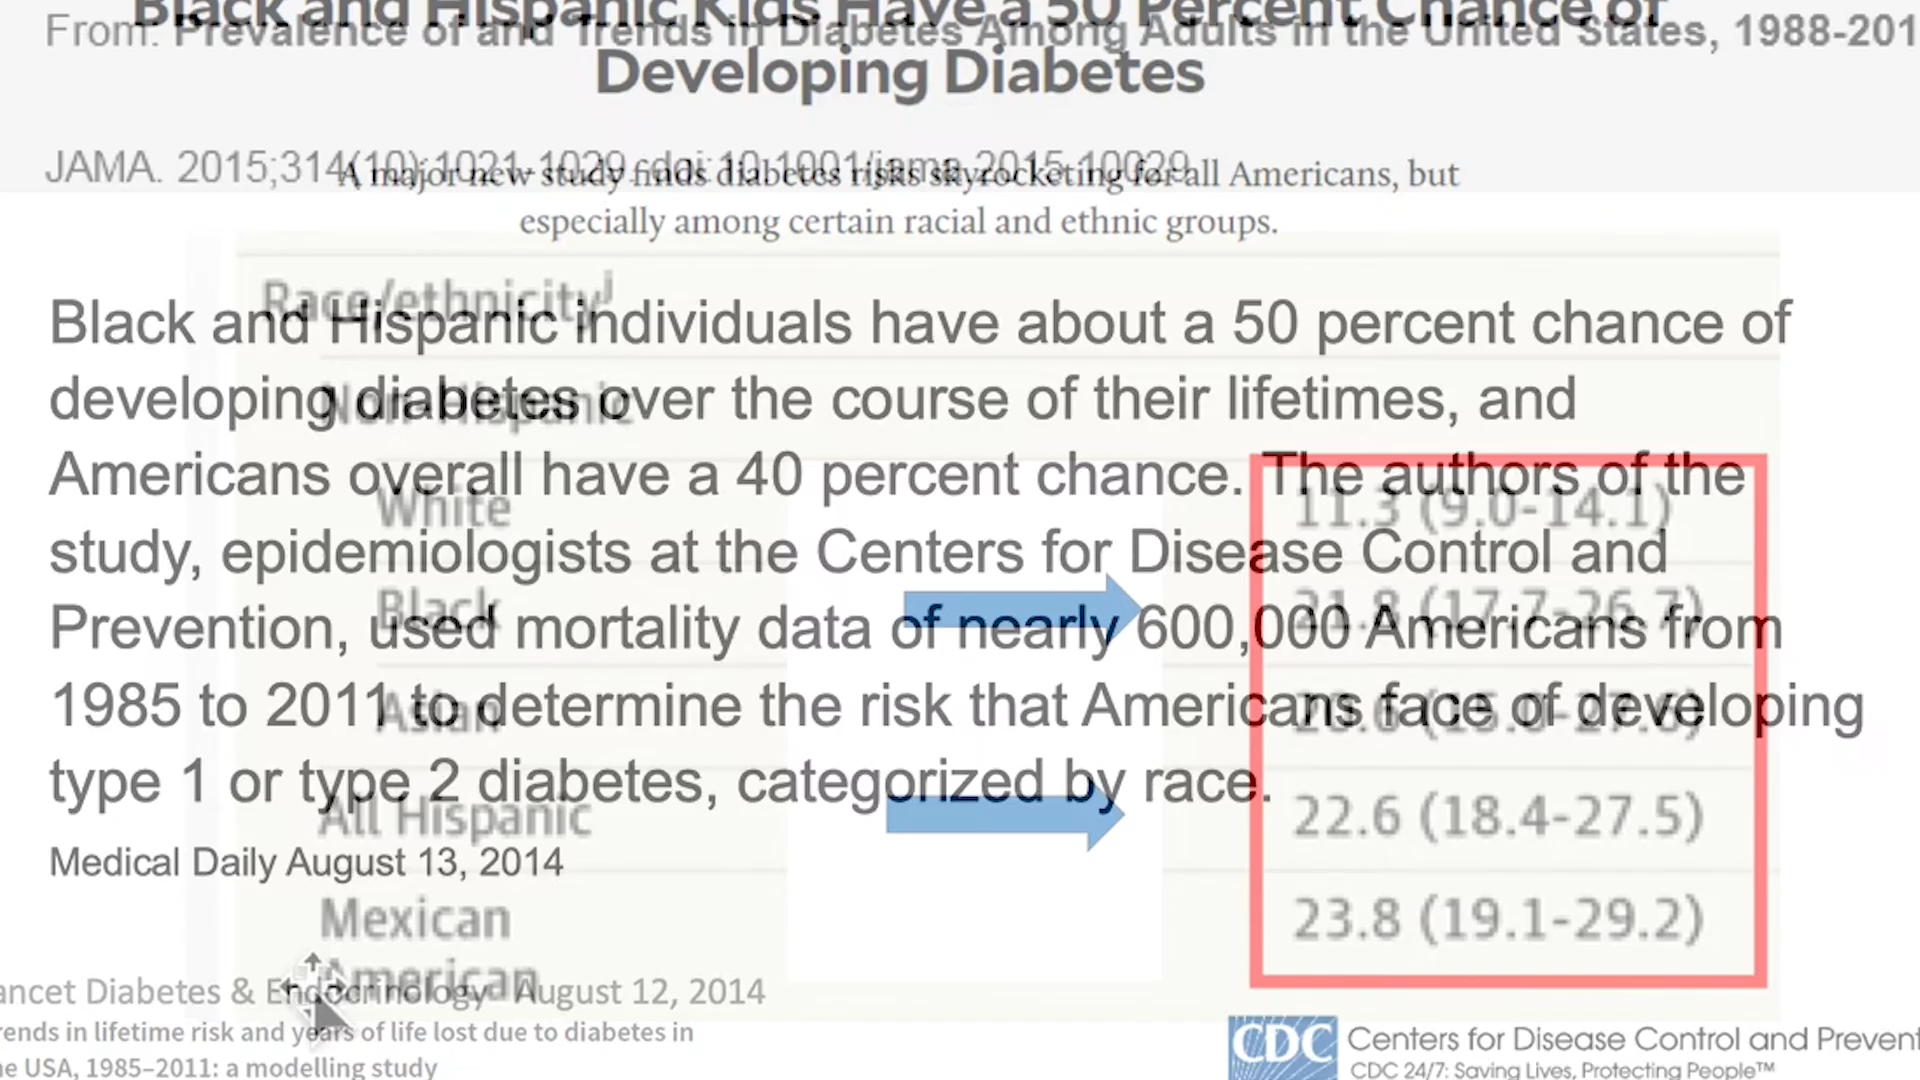 Black and Hispanic Kids Have a 50 Percent Chance of
From: Prevalence of and Trends in Diabetes Among Adults in the United States, 1988-201
Developing Diabetes
JAMA. 2015;314(10):1021-1029. doi:10.1001/jama.2015.10029
A major new study finds diabetes risks skyrocketing for all Americans, but
especially among certain racial and ethnic groups.
Race/ethnicityj
Black and Hispanic individuals have about a 50 percent chance of
developing diabetes over the course of their lifetimes, and
Non-Hispanic
Americans overall have a 40 percent chance. The authors of the
White 11.3 (9.0-14.1)
study, epidemiologists at the Centers for Disease Control and
Black 21.8 (17.7-26.7)
Prevention, used mortality data of nearly 600,000 Americans from
1985 to 2011 to determine the risk that Americans face of developing
Asian
type 1 or type 2 diabetes, categorized by race.
All Hispanic 22.6 (18.4-27.5)
Medical Daily August 13, 2014
Mexican 23.8 (19.1-29.2)
American
ancet Diabetes & Endocrinology August 12, 2014
rends in lifetime risk and years of life lost due to diabetes in
e USA, 1985–2011: a modelling study
CDC Centers for Disease Control and Prevent
CDC 24/7: Saving Lives, Protecting People™